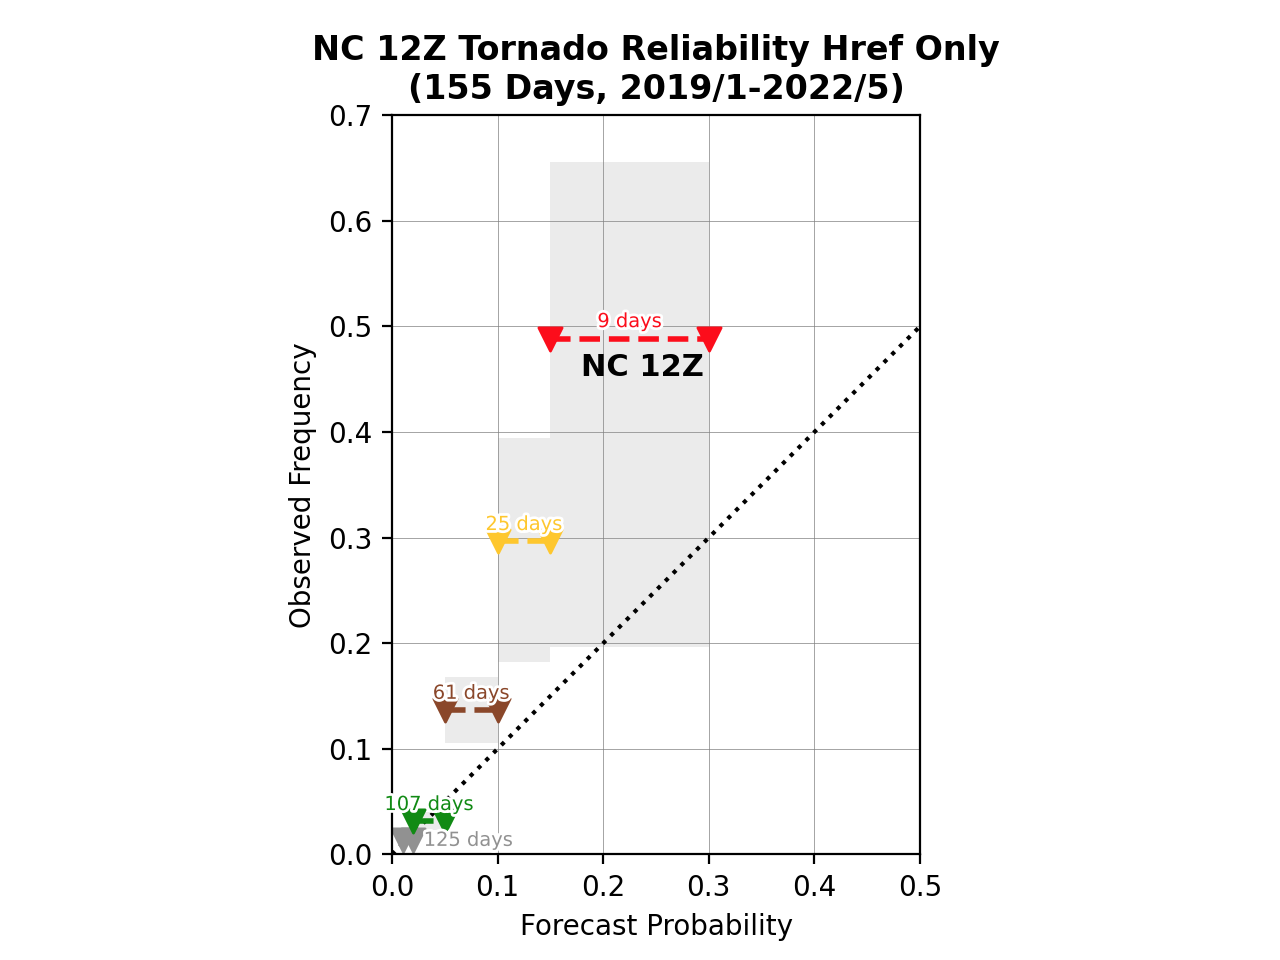 NC 12Z Tornado Reliability Href Only
(155 Days, 2019/1-2022/5)
0.7
0.6
0.5
0.4
0.3
0.2
0.1
0.0
Observed Frequency
9 days
NC 12Z
25 days
61 days
107 days
125 days
0.0 0.1 0.2 0.3 0.4 0.5
Forecast Probability